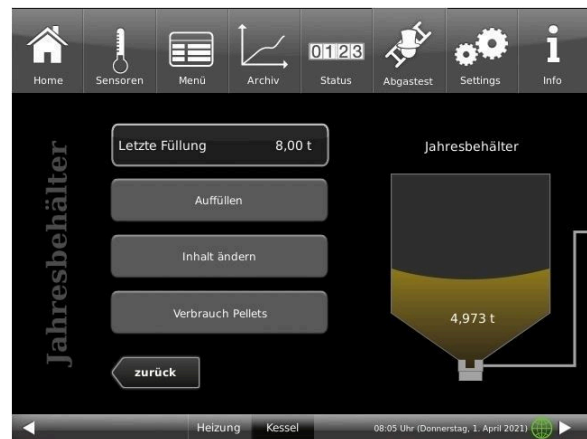 Home Sensoren Menü Archiv 0123 Status Abgastest Settings i Info
Jahresbehälter
Letzte Füllung 8,00 t
Auffüllen
Inhalt ändern
Verbrauch Pellets
zurück
Jahresbehälter
4,973 t
Heizung Kessel 08:05 Uhr (Donnerstag, 1. April 2021)